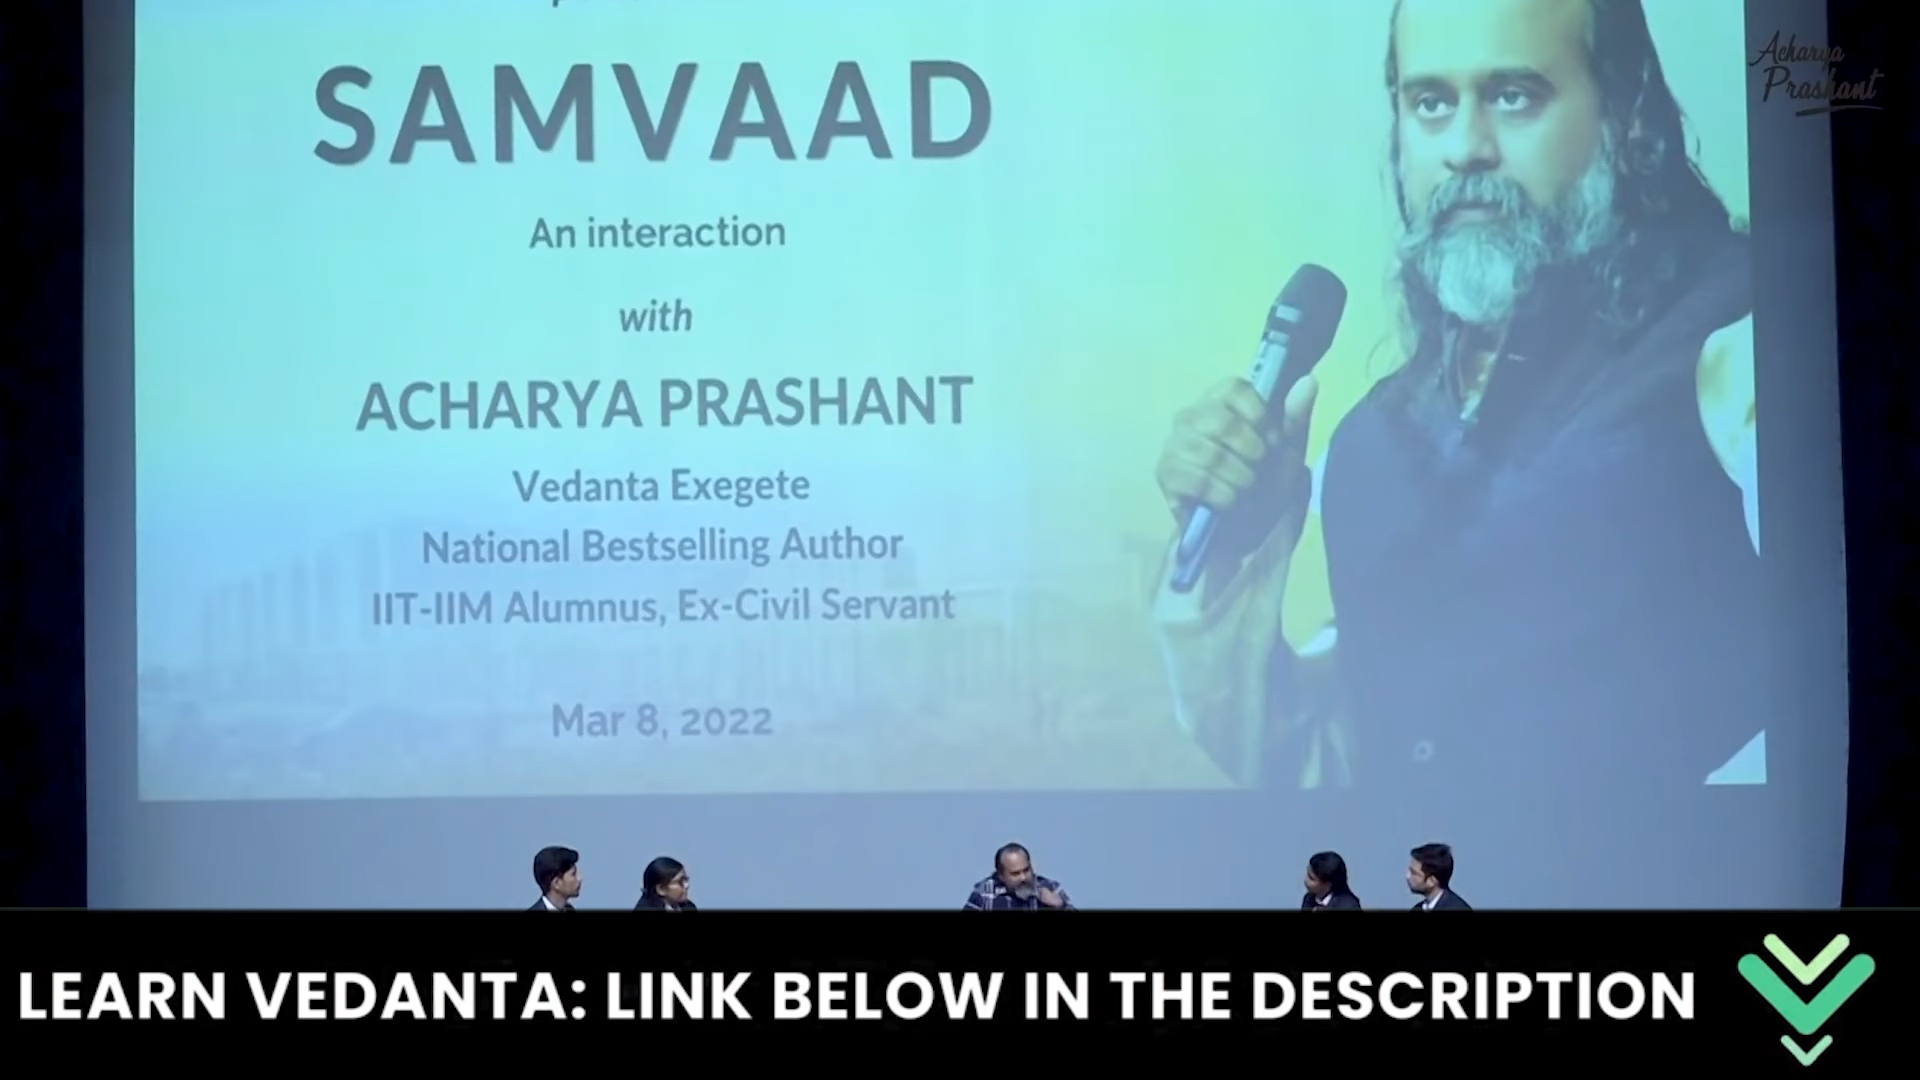 SAMVAAD
An interaction
with
ACHARYA PRASHANT
Vedanta Exegete
National Bestselling Author
IIT-IIM Alumnus, Ex-Civil Servant
Mar 8, 2022
Acharya
Prashant
LEARN VEDANTA: LINK BELOW IN THE DESCRIPTION